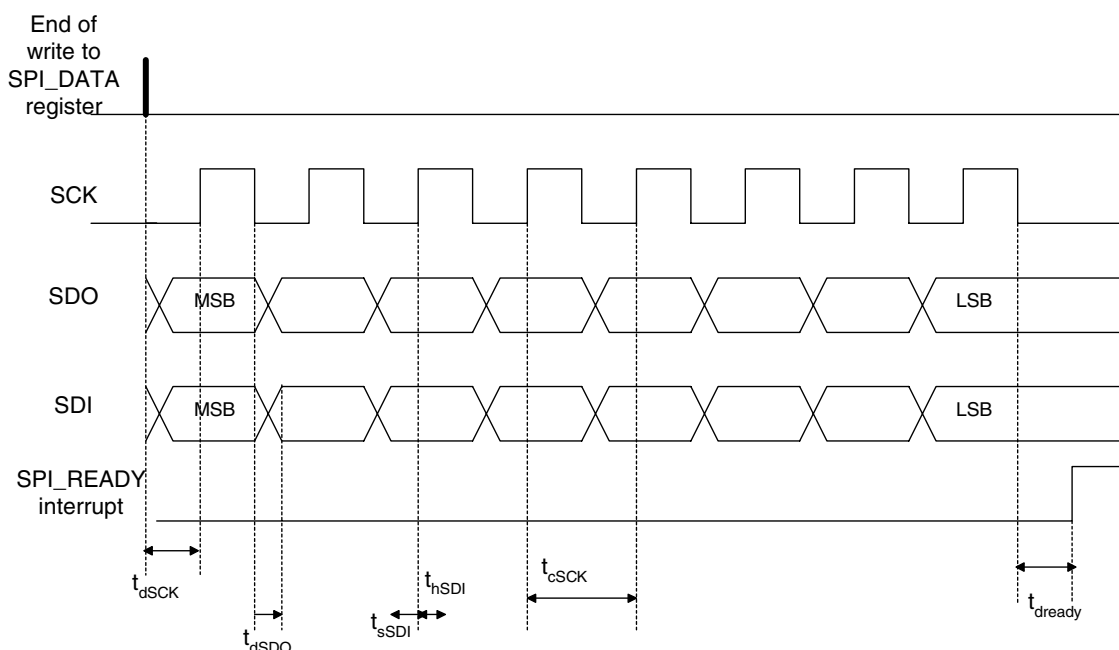 End of
write to
SPI_DATA
register
SCK
SDO
MSB
LSB
SDI
MSB
LSB
SPI_READY
interrupt
tdSCK
tdSDO
tsSDI
thSDI
tcSCK
tdready